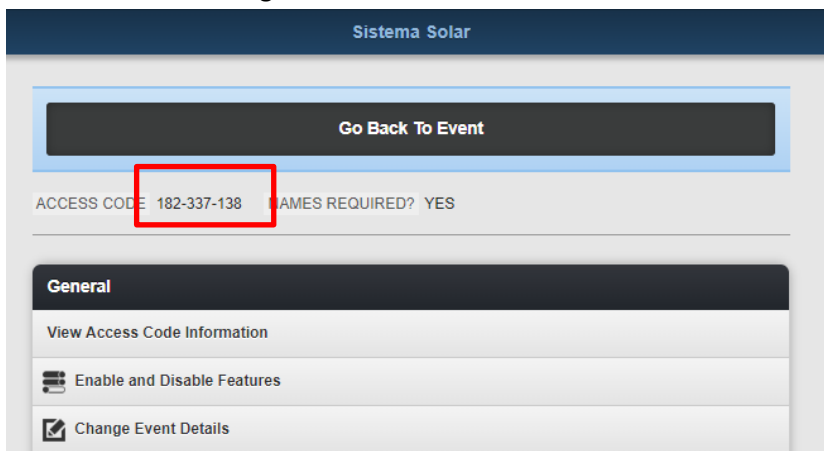 Sistema Solar
Go Back To Event
ACCESS CODE 182-337-138 NAMES REQUIRED? YES
General
View Access Code Information
Enable and Disable Features
Change Event Details